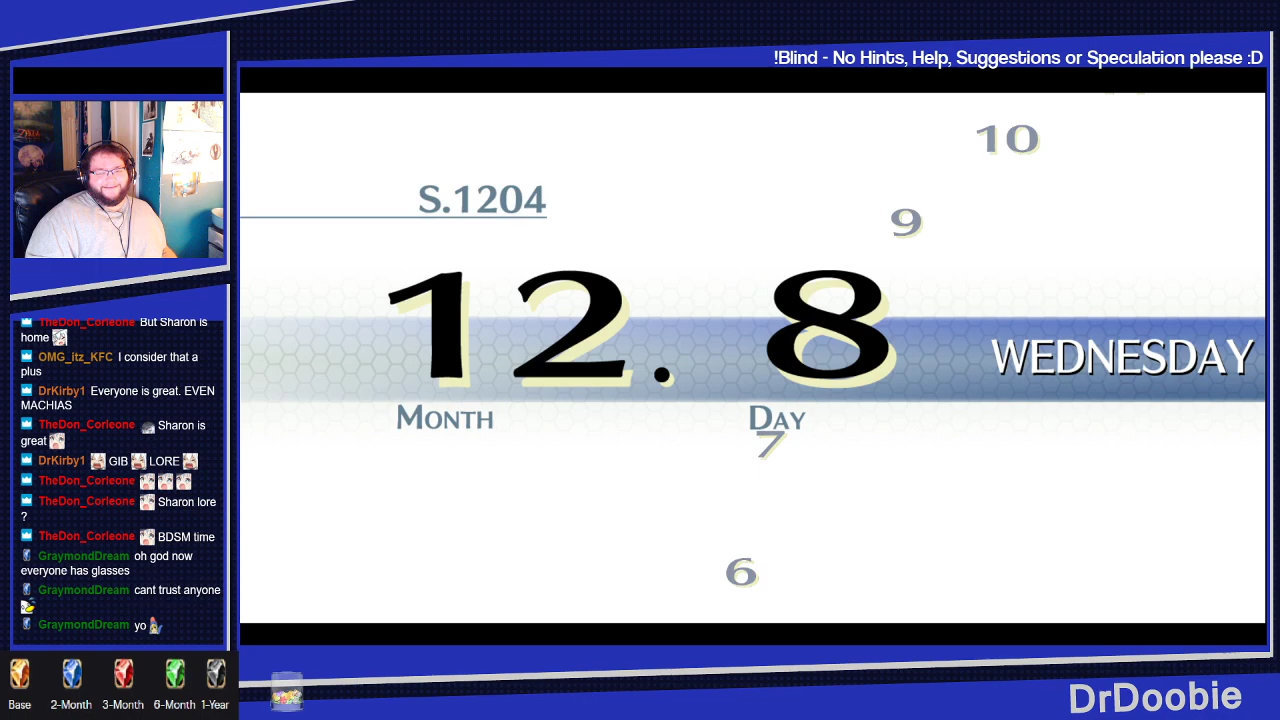 !Blind - No Hints, Help, Suggestions or Speculation please :D
10
S.1204
9
12. 8
WEDNESDAY
MONTH
DAY
7
6
TheDon_Corleone But Sharon is
home
OMG_itz_KFC I consider that a
plus
DrKirby1 Everyone is great. EVEN
MACHIAS
TheDon_Corleone Sharon is
great
DrKirby1 GIB LORE
TheDon_Corleone
TheDon_Corleone Sharon lore
?
TheDon_Corleone BDSM time
GraymondDream oh god now
everyone has glasses
GraymondDream cant trust anyone
GraymondDream yo
Base 2-Month 3-Month 6-Month 1-Year
DrDoobie